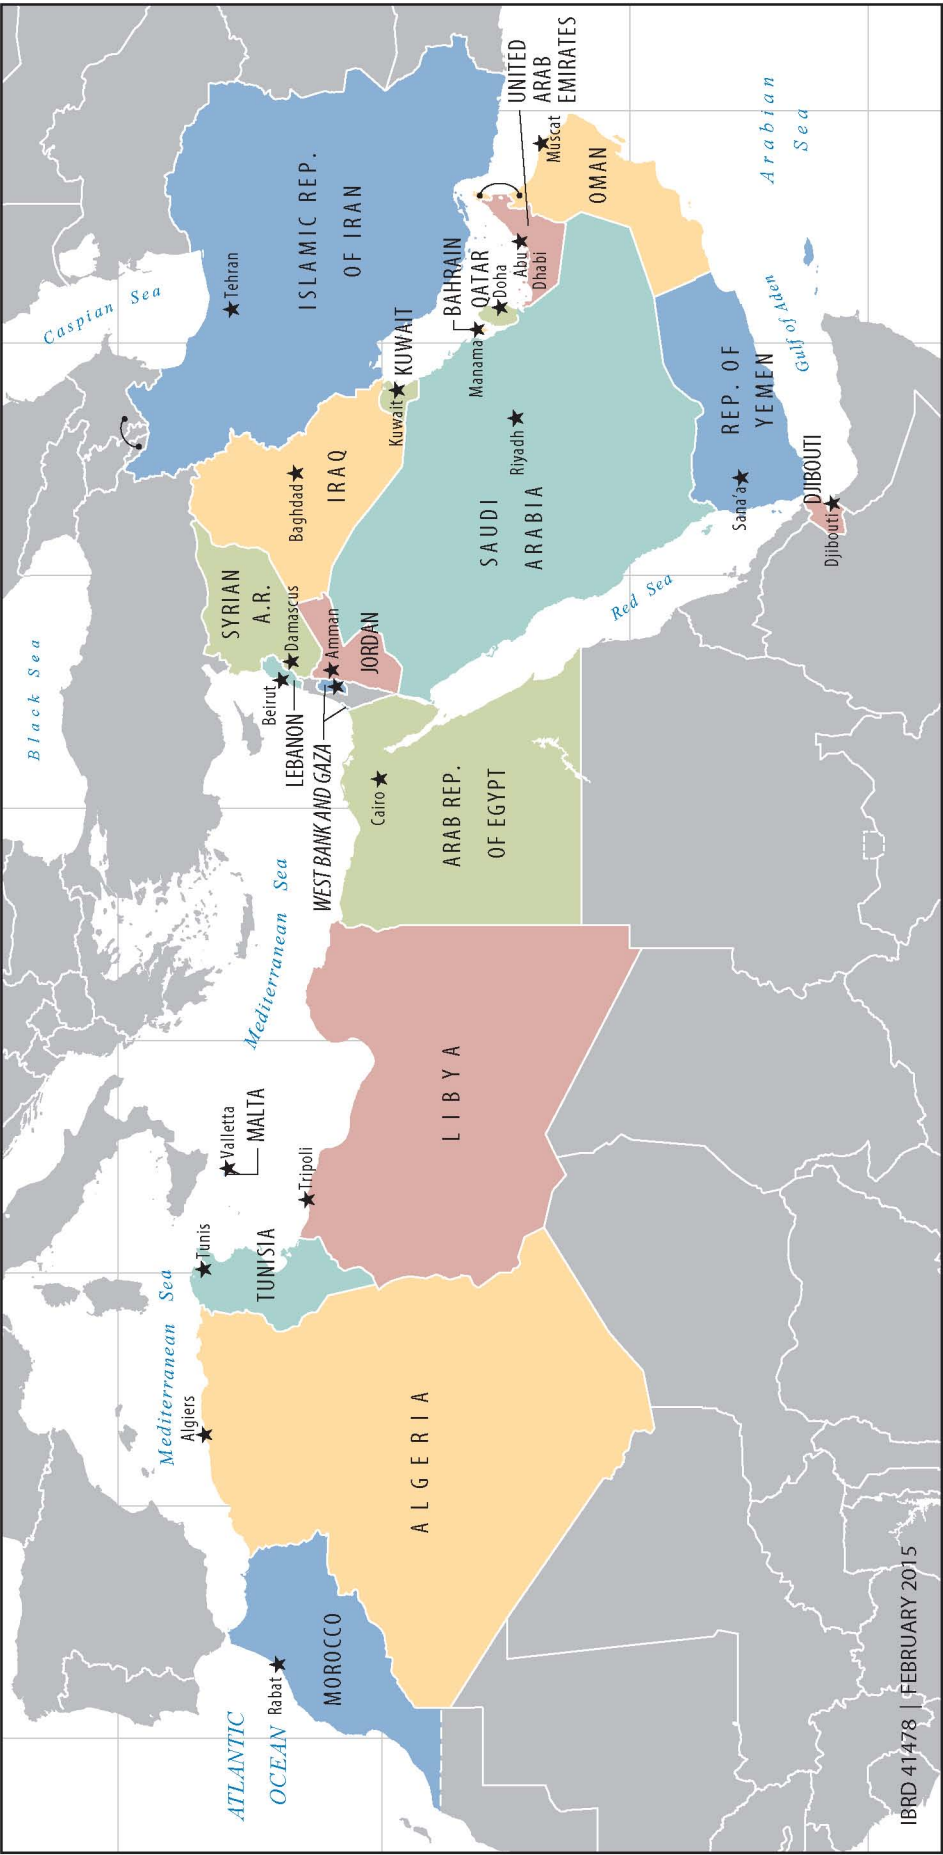 ATLANTIC
OCEAN
Rabat
MOROCCO
Mediterranean Sea
Algiers
ALGERIA
Tunis
TUNISIA
Valletta
MALTA
Tripoli
LIBYA
Mediterranean Sea
Black Sea
Cairo
ARAB REP.
OF EGYPT
WEST BANK AND GAZA
LEBANON
Beirut
Damascus
SYRIAN
A.R.
Amman
JORDAN
Baghdad
IRAQ
Caspian Sea
Tehran
ISLAMIC REP.
OF IRAN
Kuwait
KUWAIT
Manama
BAHRAIN
QATAR
Doha
Abu
Dhabi
UNITED
ARAB
EMIRATES
Muscat
OMAN
Riyadh
SAUDI
ARABIA
Red Sea
Sana'a
REP. OF
YEMEN
Gulf of Aden
Arabian
Sea
DJIBOUTI
Djibouti
IBRD 41478 | FEBRUARY 2015